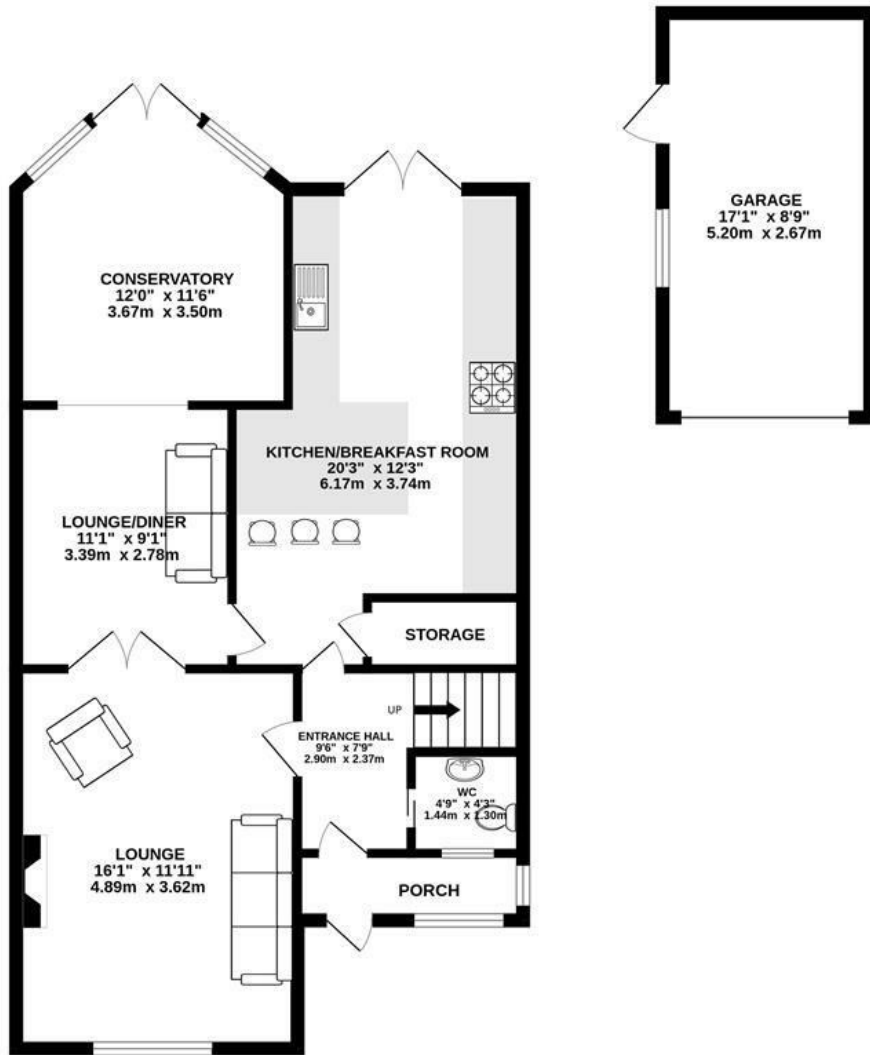 GARAGE
17'1" x 8'9"
5.20m x 2.67m
CONSERVATORY
12'0" x 11'6"
3.67m x 3.50m
KITCHEN/BREAKFAST ROOM
20'3" x 12'3"
6.17m x 3.74m
LOUNGE/DINER
11'1" x 9'1"
3.39m x 2.78m
STORAGE
UP
ENTRANCE HALL
9'6" x 7'9"
2.90m x 2.37m
WC
4'9" x 4'3"
1.44m x 1.30m
LOUNGE
16'1" x 11'11"
4.89m x 3.62m
PORCH